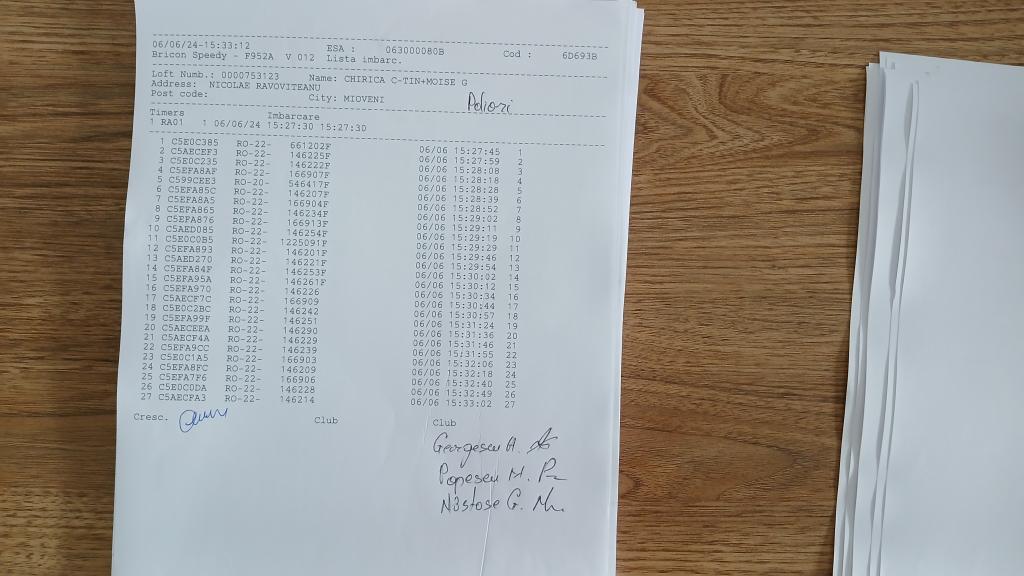 06/06/24-15:33:12 ESA : 063000080B Cod : 6D693B
Bricon Speedy - F952A V 012 Lista imbarc.
Loft Numb.: 0000753123 Name: CHIRICA C-TIN+MOISE G
Address: NICOLAE RAVOVITEANU
Post code: City: MIOVENI
Timers Imbarcare
1 RA01 1 06/06/24 15:27:30 15:27:30
1 C5E0C385 RO-22- 661202F 06/06 15:27:45 1
2 C5AECEF3 RO-22- 146225F 06/06 15:27:59 2
3 C5E0C235 RO-22- 146222F 06/06 15:28:08 3
4 C5EFA8AF RO-22- 166907F 06/06 15:28:18 4
5 C599CEE3 RO-20- 546417F 06/06 15:28:28 5
6 C5EFA85C RO-22- 146207F 06/06 15:28:39 6
7 C5EFA8A5 RO-22- 166904F 06/06 15:28:52 7
8 C5EFA865 RO-22- 146234F 06/06 15:29:02 8
9 C5EFA876 RO-22- 166913F 06/06 15:29:11 9
10 C5AED085 RO-22- 146254F 06/06 15:29:19 10
11 C5E0C0B5 RO-22- 1225091F 06/06 15:29:29 11
12 C5EFA893 RO-22- 146201F 06/06 15:29:46 12
13 C5AED270 RO-22- 146221F 06/06 15:29:54 13
14 C5EFA84F RO-22- 146253F 06/06 15:30:02 14
15 C5EFA95A RO-22- 146261F 06/06 15:30:12 15
16 C5EFA970 RO-22- 146226 06/06 15:30:34 16
17 C5AECF7C RO-22- 166909 06/06 15:30:44 17
18 C5E0C2BC RO-22- 146242 06/06 15:30:57 18
19 C5EFA99F RO-22- 146251 06/06 15:31:24 19
20 C5AECEEA RO-22- 146290 06/06 15:31:36 20
21 C5AECF4A RO-22- 146229 06/06 15:31:46 21
22 C5EFA9CC RO-22- 146239 06/06 15:31:55 22
23 C5E0C1A5 RO-22- 166903 06/06 15:32:06 23
24 C5EFA8FC RO-22- 146209 06/06 15:32:18 24
25 C5EFA7F6 RO-22- 166906 06/06 15:32:40 25
26 C5E0C0DA RO-22- 146228 06/06 15:32:49 26
27 C5AECFA3 RO-22- 146214 06/06 15:33:02 27
Cresc. Club Club
Georgescu A.
Popescu M.
Năstase G.